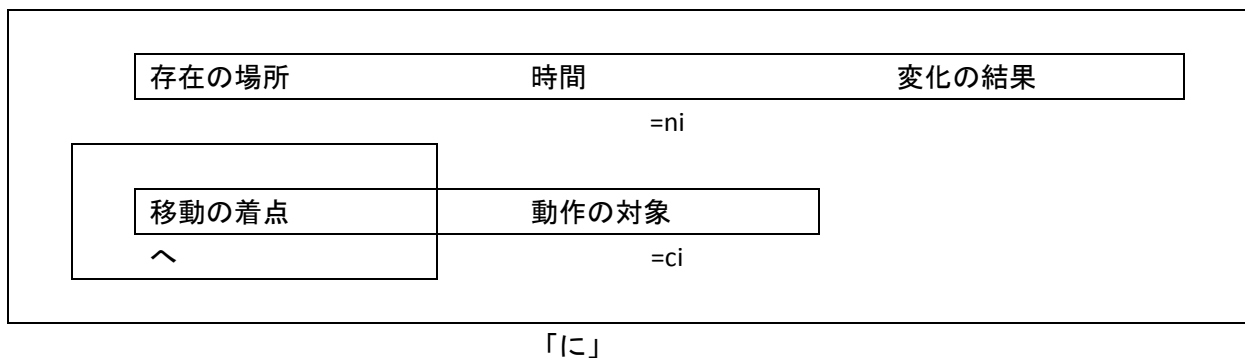 存在の場所 時間 変化の結果
=ni
移動の着点 動作の対象
へ =ci
「に」